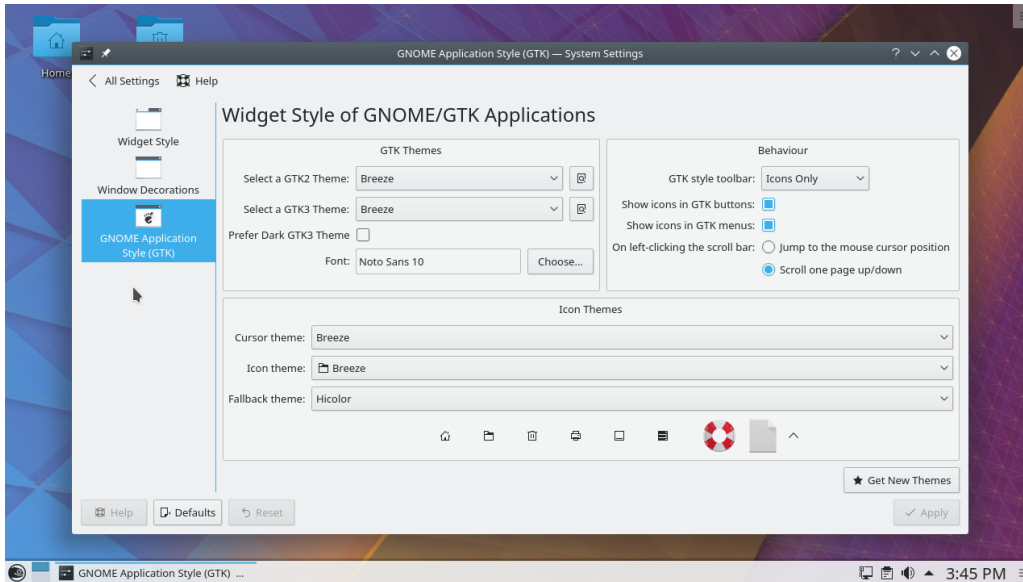 Home
GNOME Application Style (GTK) — System Settings
All Settings
Help
Widget Style
Window Decorations
GNOME Application
Style (GTK)
Widget Style of GNOME/GTK Applications
GTK Themes
Select a GTK2 Theme: Breeze
Select a GTK3 Theme: Breeze
Prefer Dark GTK3 Theme
Font: Noto Sans 10 Choose...
Behaviour
GTK style toolbar: Icons Only
Show icons in GTK buttons:
Show icons in GTK menus:
On left-clicking the scroll bar: Jump to the mouse cursor position
Scroll one page up/down
Icon Themes
Cursor theme: Breeze
Icon theme: Breeze
Fallback theme: Hicolor
Get New Themes
Help Defaults Reset Apply
GNOME Application Style (GTK) ...
3:45 PM